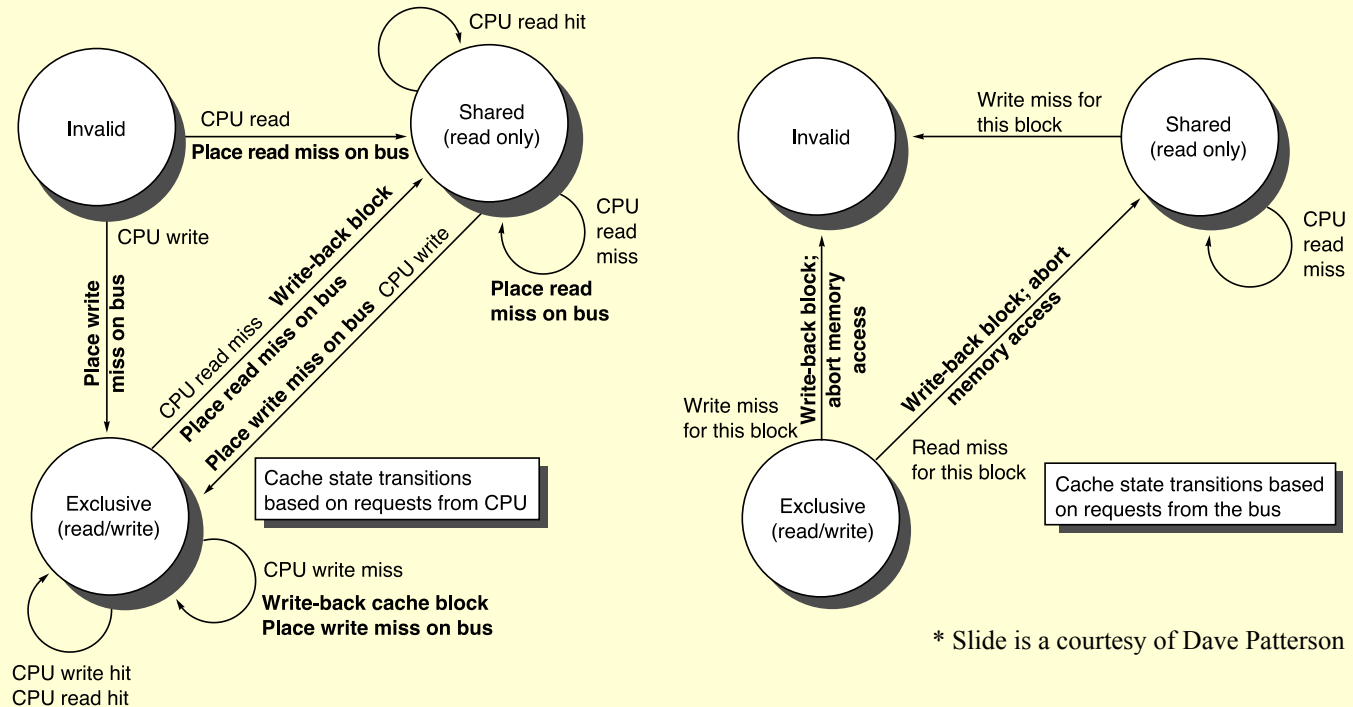 CPU read hit
Invalid
CPU read
Place read miss on bus
Shared
(read only)
CPU write
Place write
miss on bus
CPU read miss
Write-back block
Place read miss on bus
Place write miss on bus
CPU write
CPU
read
miss
Place read
miss on bus
Exclusive
(read/write)
Cache state transitions
based on requests from CPU
CPU write miss
Write-back cache block
Place write miss on bus
CPU write hit
CPU read hit
Invalid
Write miss for
this block
Shared
(read only)
CPU
read
miss
Write-back block;
abort memory
access
Write-back block; abort
memory access
Write miss
for this block
Read miss
for this block
Exclusive
(read/write)
Cache state transitions based
on requests from the bus
* Slide is a courtesy of Dave Patterson